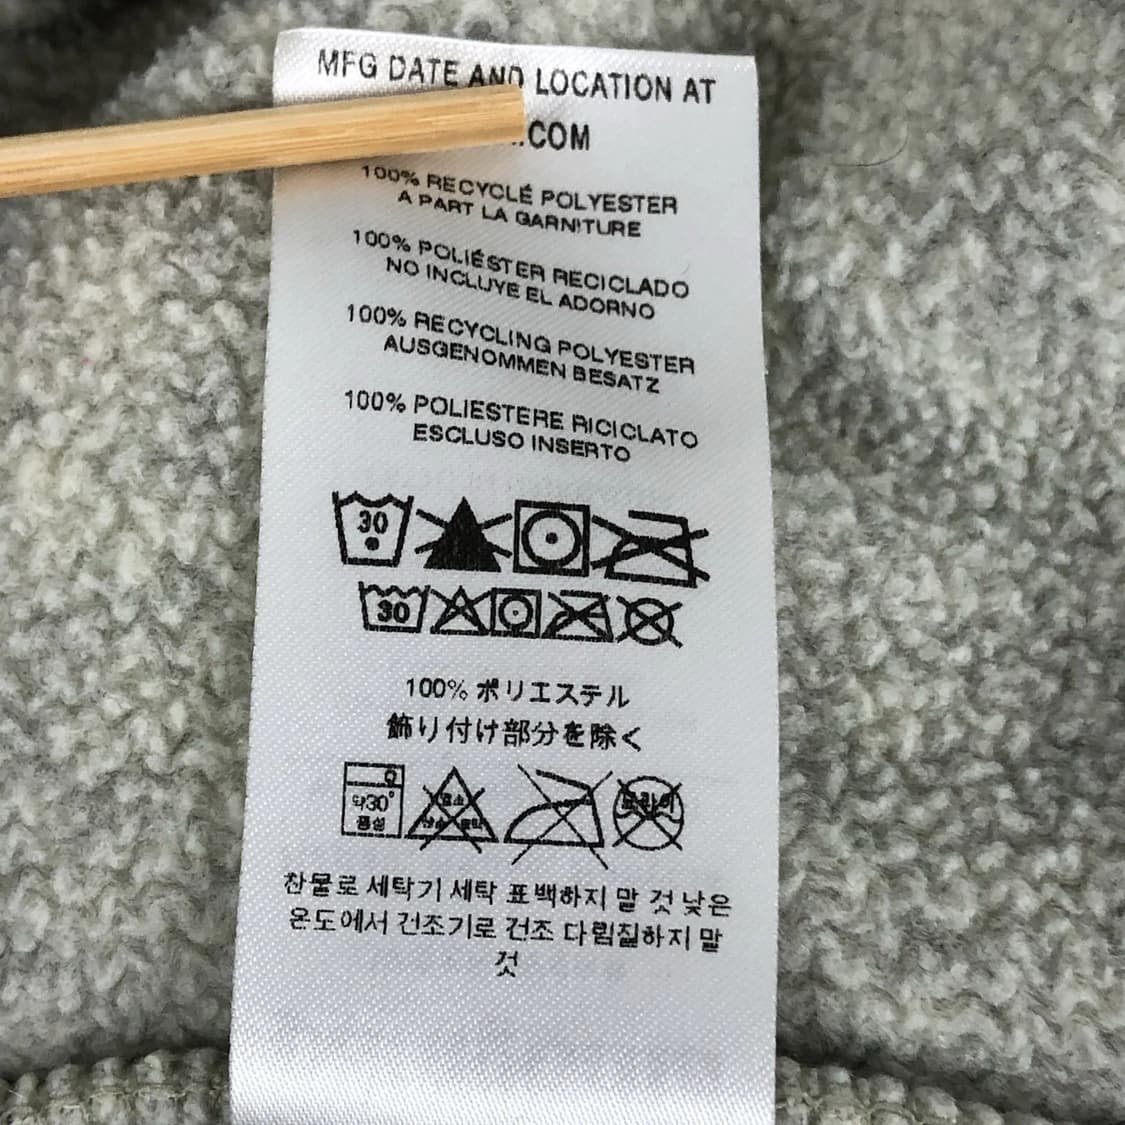 MFG DATE AND LOCATION AT
.COM
100% RECYCLÉ POLYESTER
A PART LA GARNITURE
100% POLIÉSTER RECICLADO
NO INCLUYE EL ADORNO
100% RECYCLING POLYESTER
AUSGENOMMEN BESATZ
100% POLIESTERE RICICLATO
ESCLUSO INSERTO
30
30
100% ポリエステル
飾り付け部分を除く
약30°
중성
찬물로 세탁기 세탁 표백하지 말 것 낮은
온도에서 건조기로 건조 다림질하지 말
것